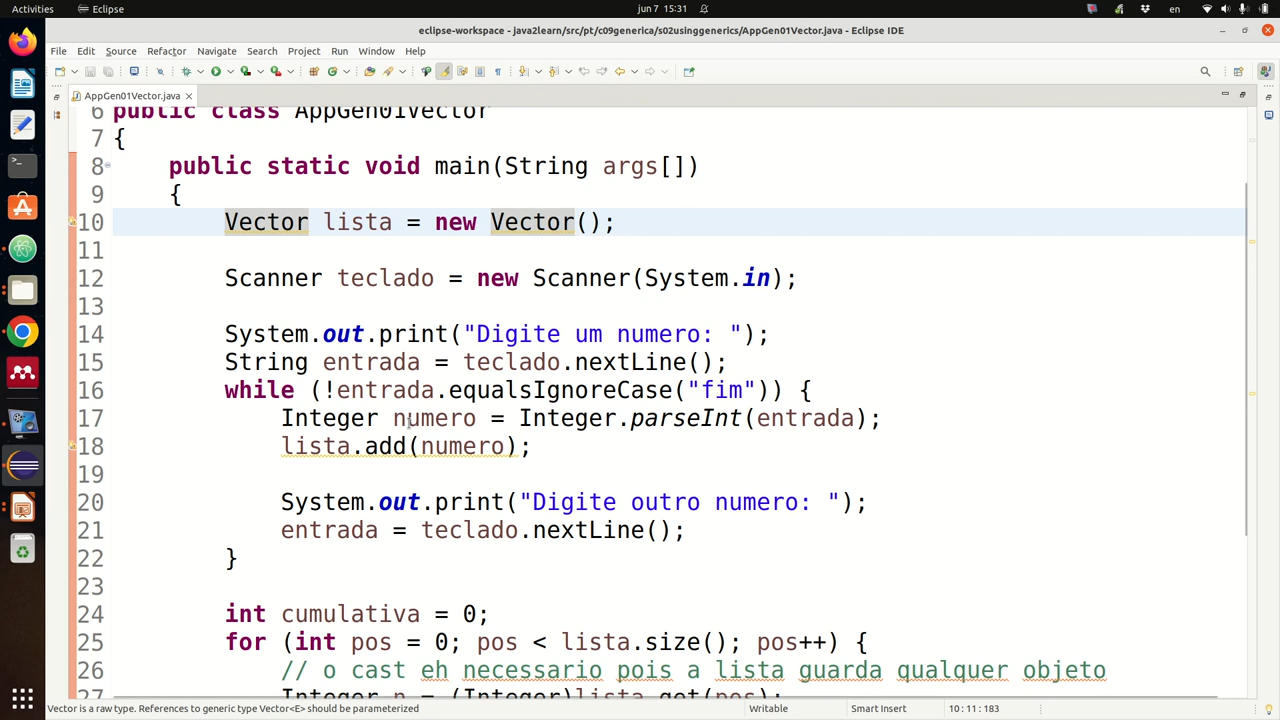 Activities Eclipse jun 7 15:31 en
eclipse-workspace - java2learn/src/pt/c09generica/s02usinggenerics/AppGen01Vector.java - Eclipse IDE
File Edit Source Refactor Navigate Search Project Run Window Help
AppGen01Vector.java
6 public class AppGen01Vector
7 {
8 public static void main(String args[])
9 {
10 Vector lista = new Vector();
11
12 Scanner teclado = new Scanner(System.in);
13
14 System.out.print("Digite um numero: ");
15 String entrada = teclado.nextLine();
16 while (!entrada.equalsIgnoreCase("fim")) {
17 Integer numero = Integer.parseInt(entrada);
18 lista.add(numero);
19
20 System.out.print("Digite outro numero: ");
21 entrada = teclado.nextLine();
22 }
23
24 int cumulativa = 0;
25 for (int pos = 0; pos < lista.size(); pos++) {
26 // o cast eh necessario pois a lista guarda qualquer objeto
27 Integer n = (Integer)lista.get(pos);
Vector is a raw type. References to generic type Vector<E> should be parameterized Writable Smart Insert 10 : 11 : 183